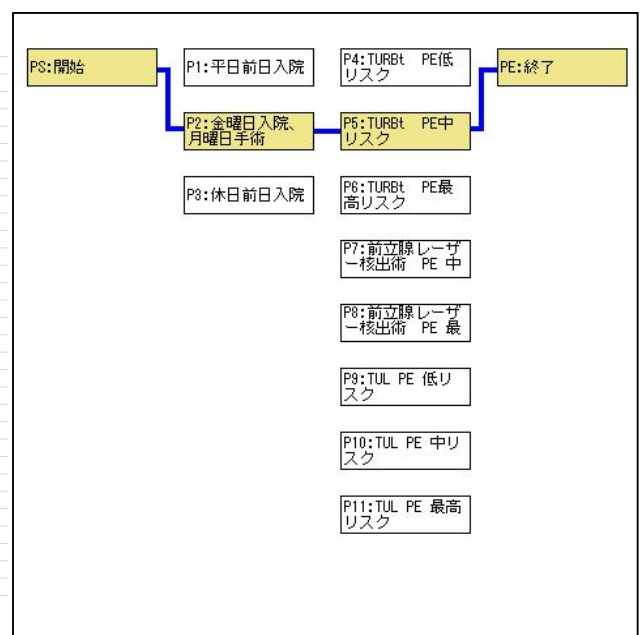 PS:開始
P1:平日前日入院
P4:TURBt　PE低
リスク
PE:終了
P2:金曜日入院、
月曜日手術
P5:TURBt　PE中
リスク
P3:休日前日入院
P6:TURBt　PE最
高リスク
P7:前立腺レーザ
ー核出術　PE 中
P8:前立腺レーザ
ー核出術　PE 最
P9:TUL PE 低リ
スク
P10:TUL PE 中リ
スク
P11:TUL PE 最高
リスク